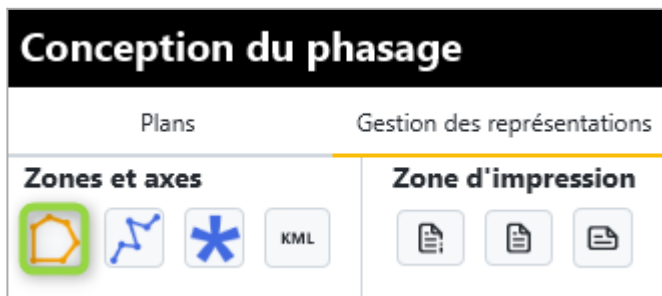 Conception du phasage
Plans
Gestion des représentations
Zones et axes
Zone d'impression
KML